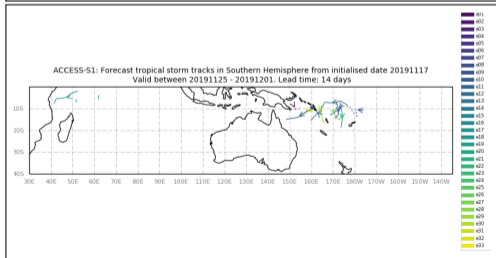 ACCESS-S1: Forecast tropical storm tracks in Southern Hemisphere from initialised date 20191117
Valid between 20191125 - 20191201. Lead time: 14 days
10S
20S
30S
40S
30E 40E 50E 60E 70E 80E 90E 100E 110E 120E 130E 140E 150E 160E 170E 180W 170W 160W 150W 140W
e01
e02
e03
e04
e05
e06
e07
e08
e09
e10
e11
e12
e13
e14
e15
e16
e17
e18
e19
e20
e21
e22
e23
e24
e25
e26
e27
e28
e29
e30
e31
e32
e33